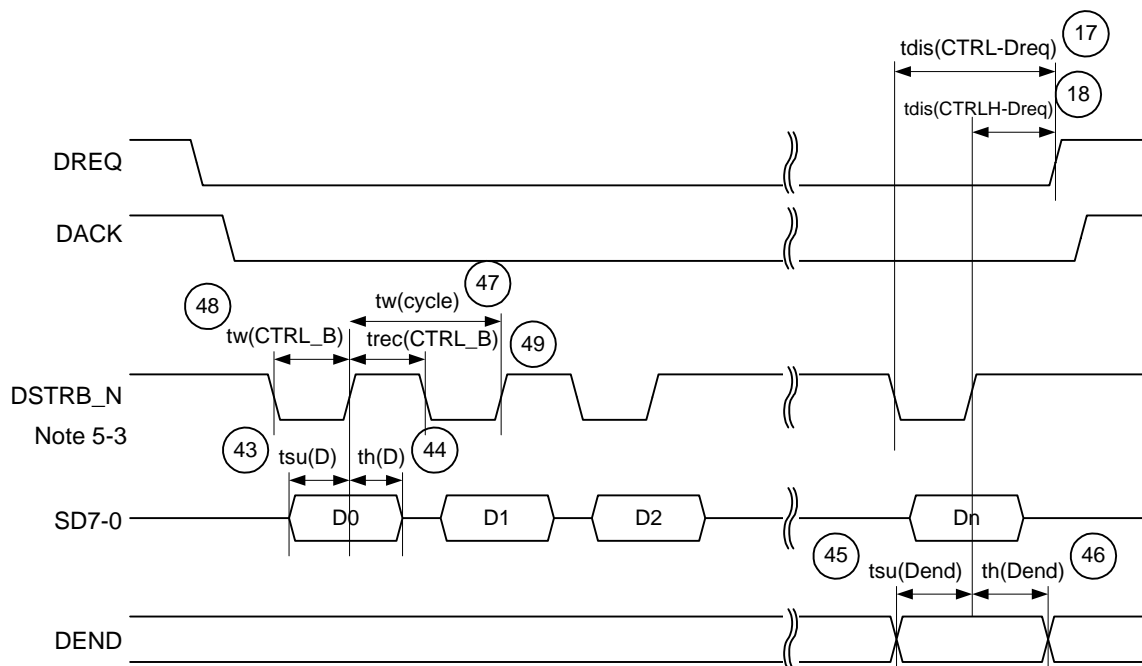 17
tdis(CTRL-Dreq)
18
tdis(CTRLH-Dreq)
DREQ
DACK
47
48
tw(cycle)
tw(CTRL_B)
trec(CTRL_B)
49
DSTRB_N
Note 5-3
43
44
tsu(D)
th(D)
SD7-0
D0
D1
D2
Dn
45
46
tsu(Dend)
th(Dend)
DEND